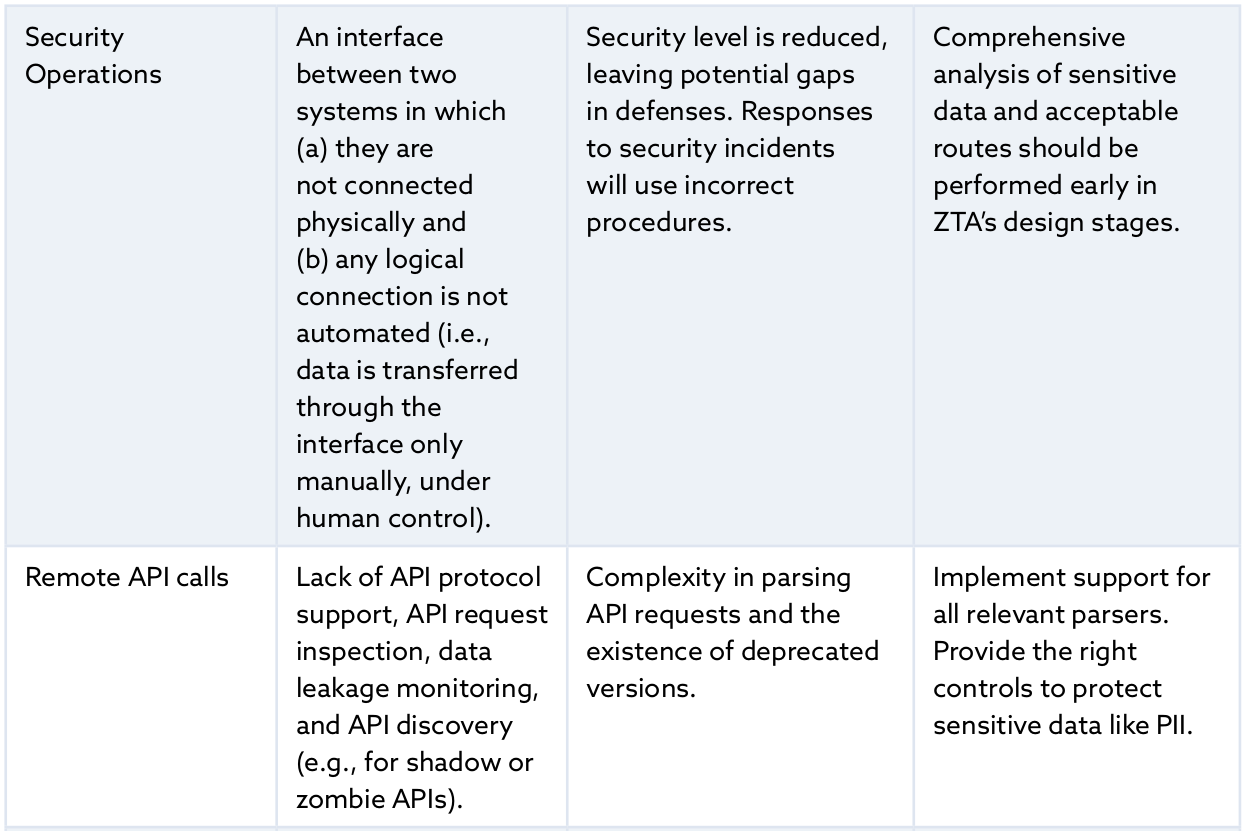 Security
Operations
An interface
between two
systems in which
(a) they are
not connected
physically and
(b) any logical
connection is not
automated (i.e.,
data is transferred
through the
interface only
manually, under
human control).
Security level is reduced,
leaving potential gaps
in defenses. Responses
to security incidents
will use incorrect
procedures.
Comprehensive
analysis of sensitive
data and acceptable
routes should be
performed early in
ZTA’s design stages.
Remote API calls
Lack of API protocol
support, API request
inspection, data
leakage monitoring,
and API discovery
(e.g., for shadow or
zombie APIs).
Complexity in parsing
API requests and the
existence of deprecated
versions.
Implement support for
all relevant parsers.
Provide the right
controls to protect
sensitive data like PII.